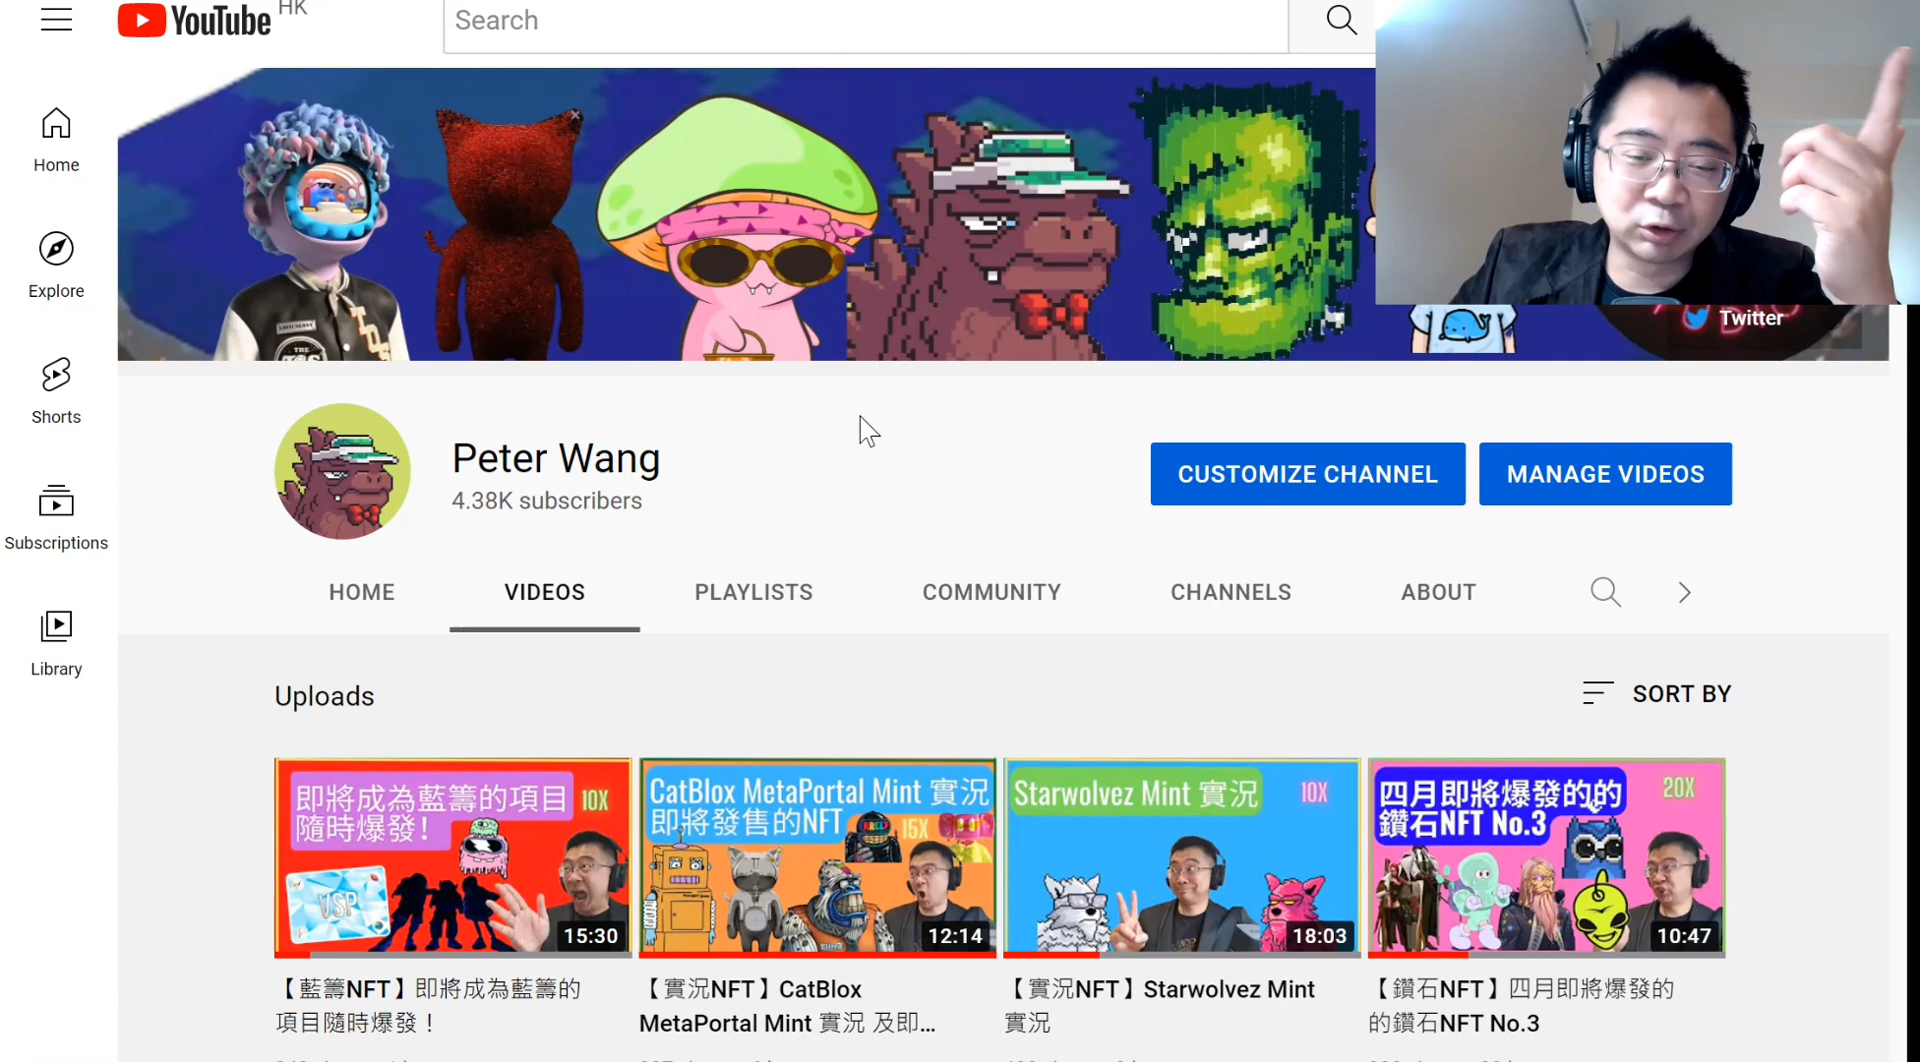 YouTube HK
Search
Home
Explore
Shorts
Subscriptions
Library
THE
Twitter
Peter Wang
4.38K subscribers
CUSTOMIZE CHANNEL
MANAGE VIDEOS
HOME
VIDEOS
PLAYLISTS
COMMUNITY
CHANNELS
ABOUT
Uploads
SORT BY
即將成為藍籌的項目 10X
隨時爆發！
VSP
15:30
CatBlox MetaPortal Mint 實況
即將發售的NFT 15X
12:14
Starwolvez Mint 實況 10X
18:03
四月即將爆發的的 20X
鑽石NFT No.3
10:47
【藍籌NFT】即將成為藍籌的
項目隨時爆發！
【實況NFT】CatBlox
MetaPortal Mint 實況 及即...
【實況NFT】Starwolvez Mint
實況
【鑽石NFT】四月即將爆發的
的鑽石NFT No.3